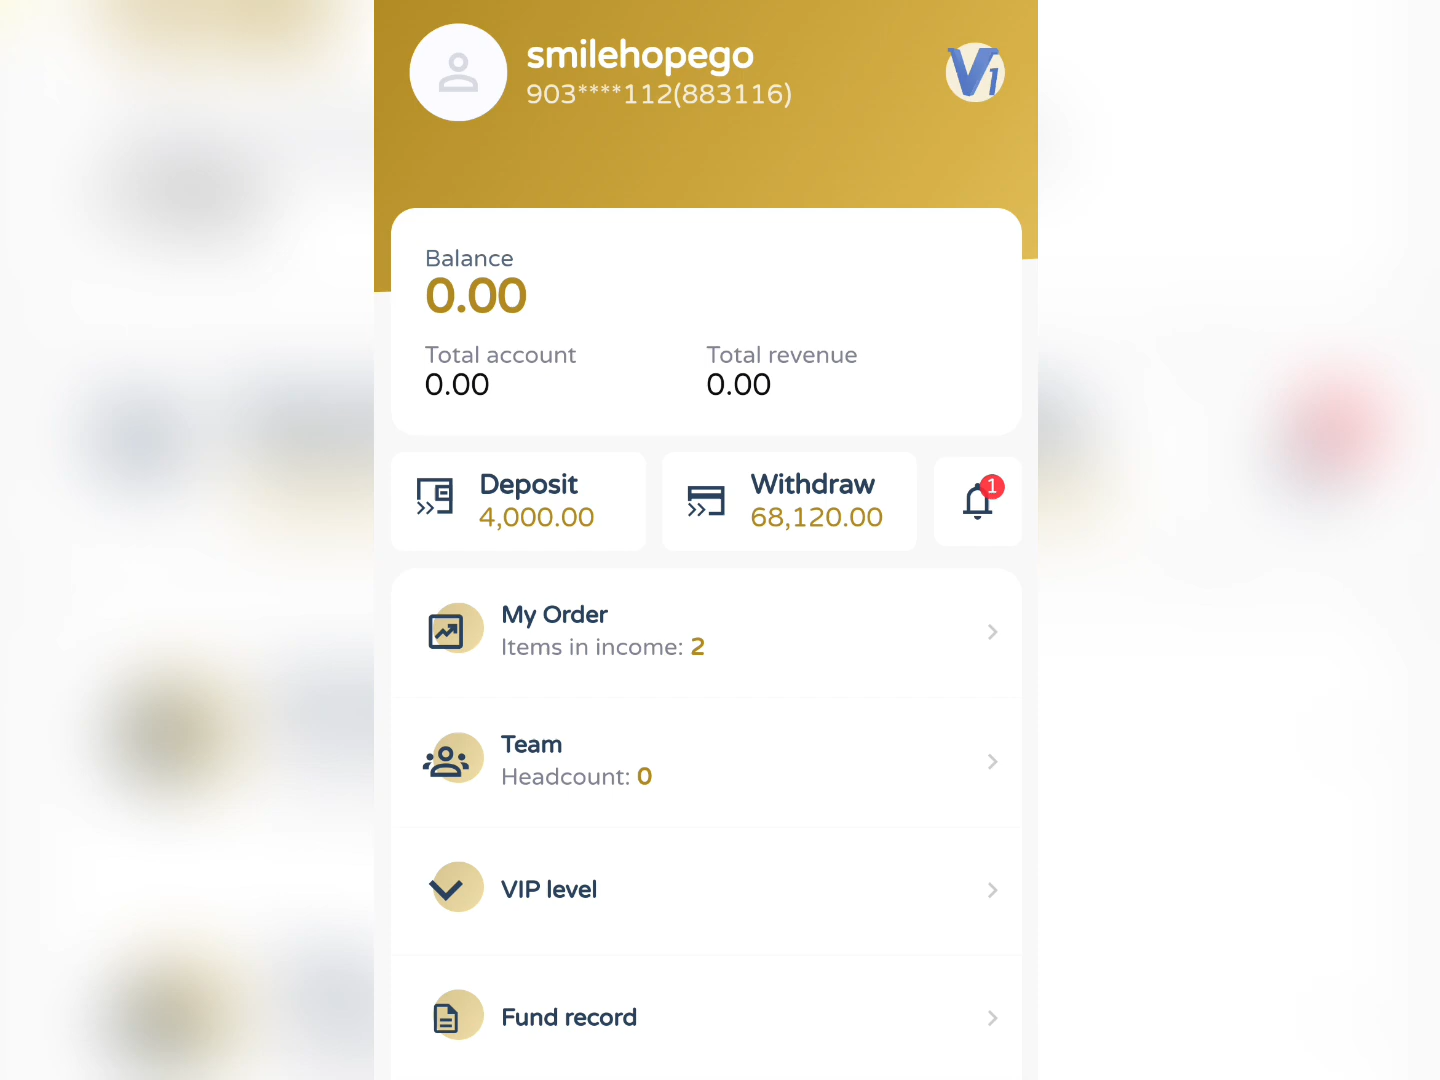 smilehopego
903****112(883116)
V1
Balance
0.00
Total account
0.00
Total revenue
0.00
Deposit
4,000.00
Withdraw
68,120.00
1
My Order
Items in income: 2
Team
Headcount: 0
VIP level
Fund record